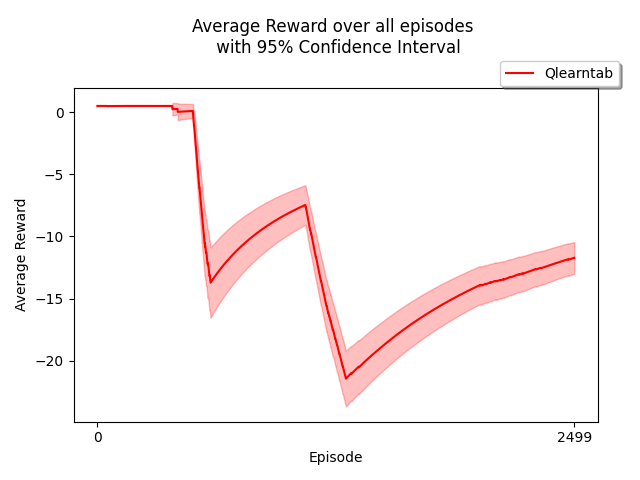 Average Reward over all episodes
with 95% Confidence Interval
Qlearntab
0
−5
−10
−15
−20
Average Reward
0
2499
Episode